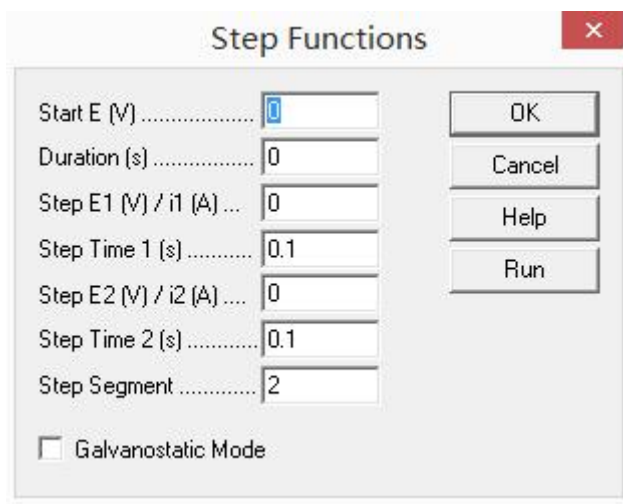 Step Functions
Start E (V) ................... 0
OK
Duration (s) ................. 0
Cancel
Step E1 (V) / i1 (A) ... 0
Help
Step Time 1 (s) ........... 0.1
Run
Step E2 (V) / i2 (A) .... 0
Step Time 2 (s) ............ 0.1
Step Segment ............. 2
Galvanostatic Mode